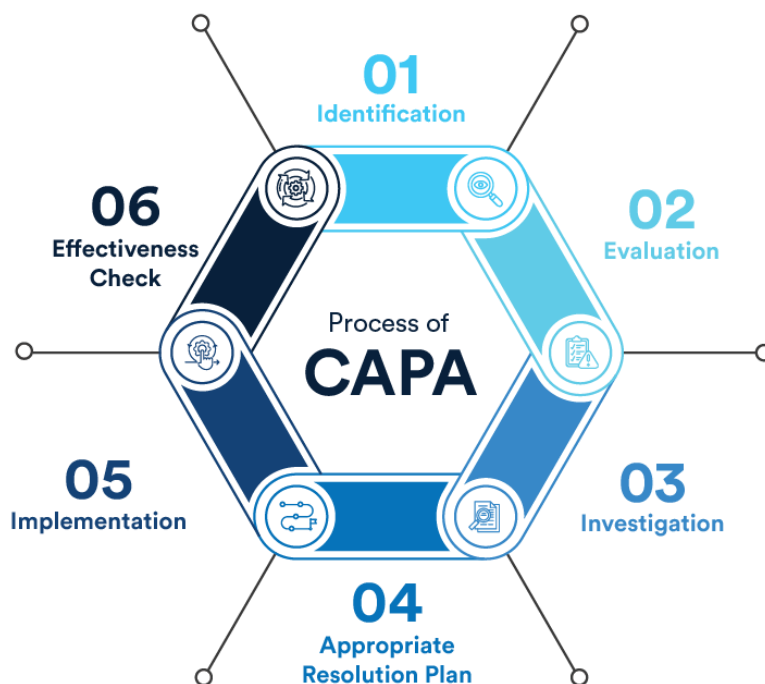 01
Identification
02
Evaluation
03
Investigation
04
Appropriate
Resolution Plan
05
Implementation
06
Effectiveness
Check
Process of
CAPA